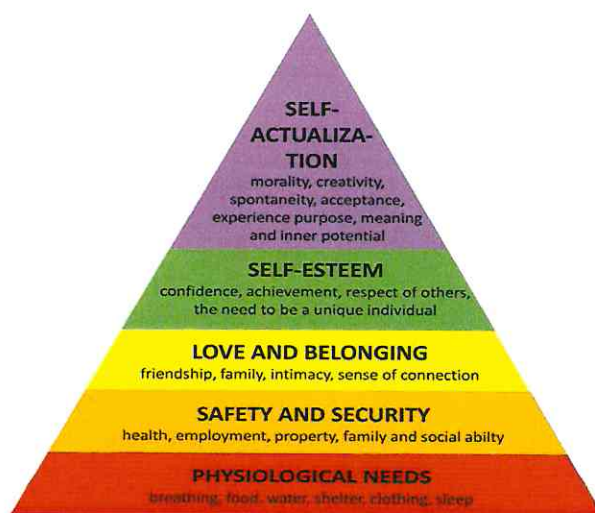 SELF-
ACTUALIZA-
TION
morality, creativity,
spontaneity, acceptance,
experience purpose, meaning
and inner potential
SELF-ESTEEM
confidence, achievement, respect of others,
the need to be a unique individual
LOVE AND BELONGING
friendship, family, intimacy, sense of connection
SAFETY AND SECURITY
health, employment, property, family and social abilty
PHYSIOLOGICAL NEEDS
breathing, food, water, shelter, clothing, sleep